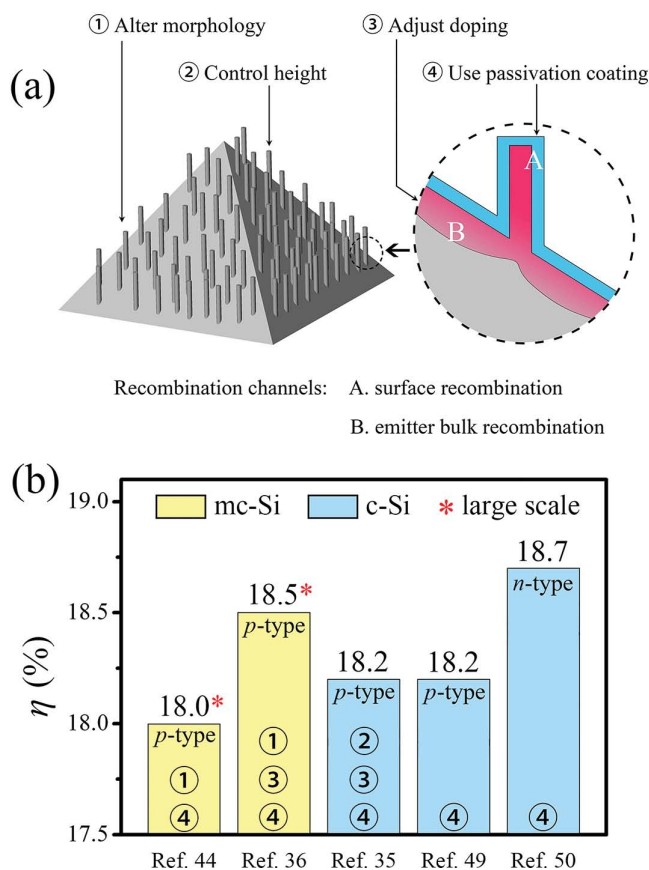 ① Alter morphology
③ Adjust doping
② Control height
④ Use passivation coating
(a)
A
B
Recombination channels: A. surface recombination
B. emitter bulk recombination
(b)
19.0
mc-Si c-Si * large scale
18.7
n-type
18.5*
p-type
18.5
18.2 18.2
p-type p-type
η (%)
18.0*
p-type
18.0
① ②
① ③ ③
④ ④ ④ ④ ④
17.5
Ref. 44 Ref. 36 Ref. 35 Ref. 49 Ref. 50